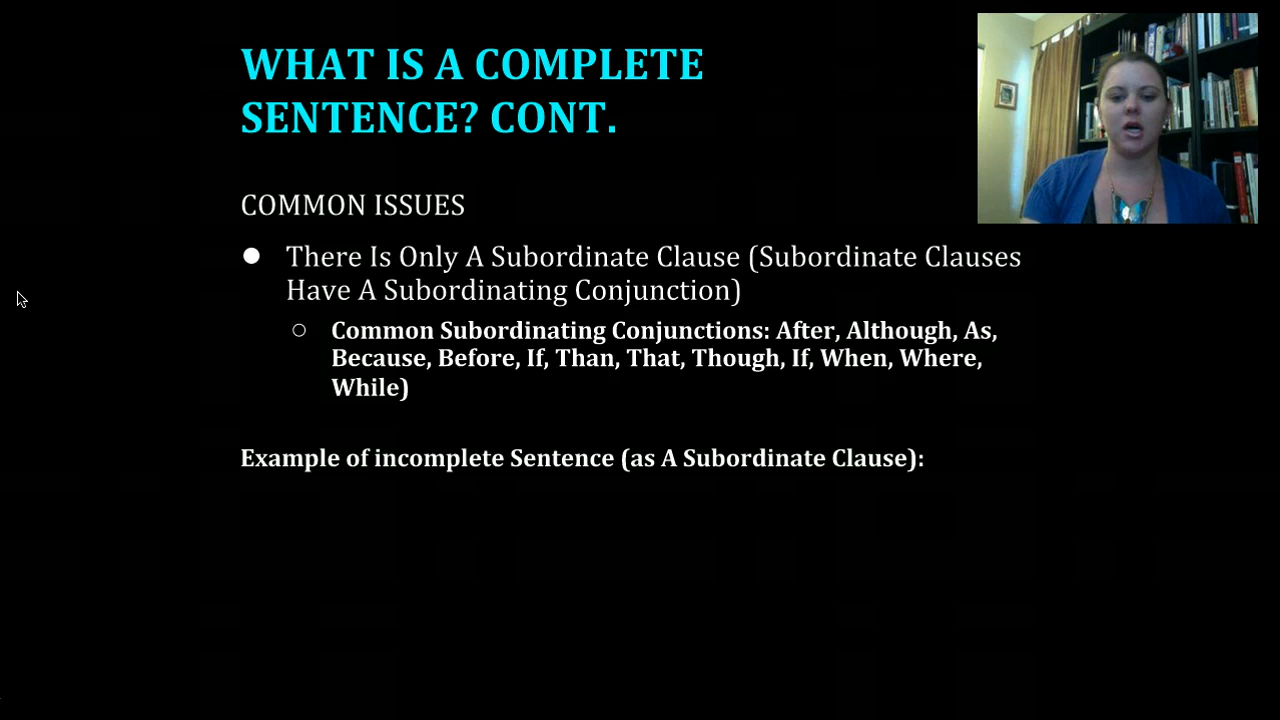 WHAT IS A COMPLETE
SENTENCE? CONT.
COMMON ISSUES
There Is Only A Subordinate Clause (Subordinate Clauses
Have A Subordinating Conjunction)
Common Subordinating Conjunctions: After, Although, As,
Because, Before, If, Than, That, Though, If, When, Where,
While)
Example of incomplete Sentence (as A Subordinate Clause):